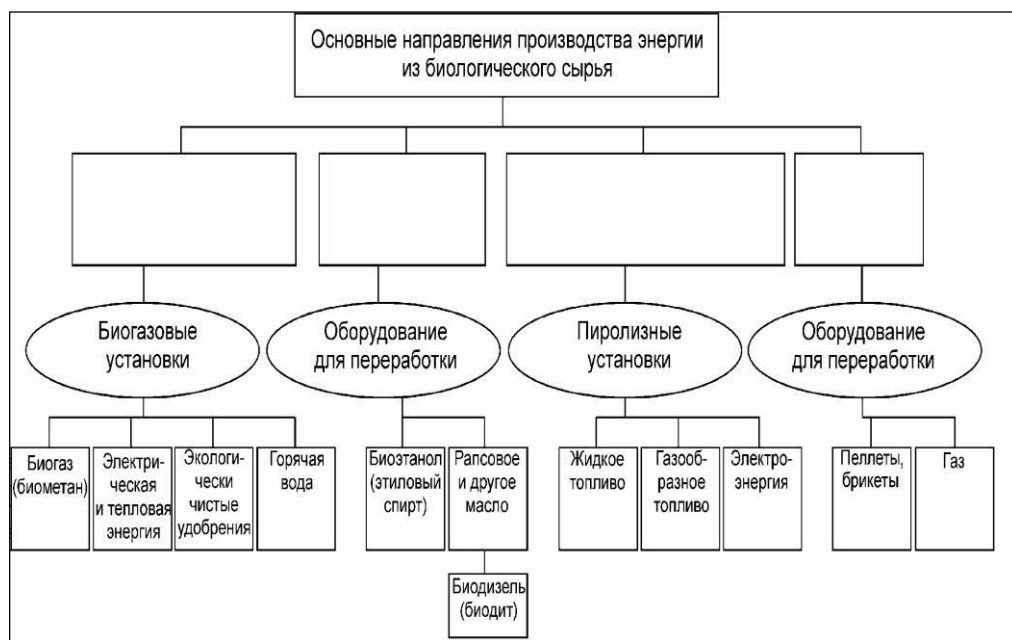 Основные направления производства энергии
из биологического сырья
Биогазовые
установки
Оборудование
для переработки
Пиролизные
установки
Оборудование
для переработки
Биогаз
(биометан)
Электри-
ческая
и тепловая
энергия
Экологи-
чески
чистые
удобрения
Горячая
вода
Биоэтанол
(этиловый
спирт)
Рапсовое
и другое
масло
Жидкое
топливо
Газооб-
разное
топливо
Электро-
энергия
Пеллеты,
брикеты
Газ
Биодизель
(биодит)